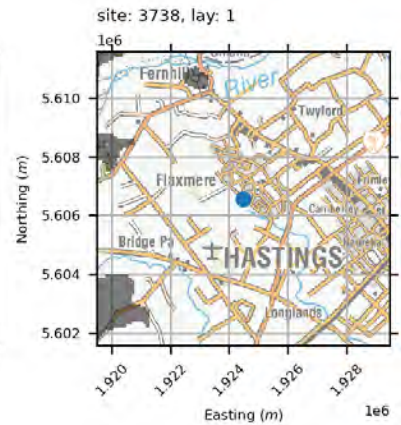 site: 3738, lay: 1
1e6
Fernhill
River
5.610
Twyford
5.608
Flaxmere
Northing (m)
5.606
Camberley
Bridge Pa
HASTINGS
5.604
Longlands
5.602
1.920
1.922
1.924
1.926
1.928
1e6
Easting (m)